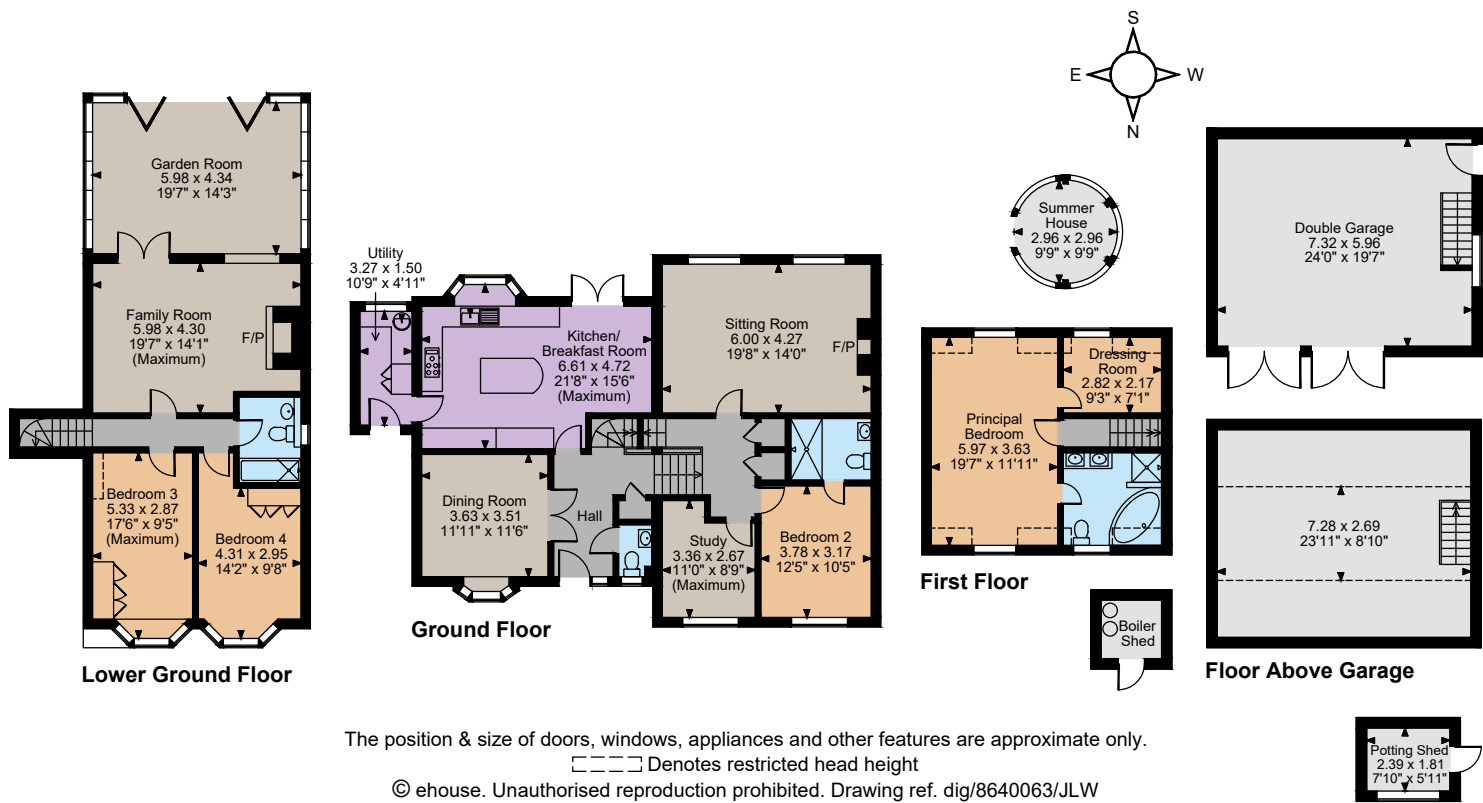 S
E
W
N
Garden Room
5.98 x 4.34
19'7" x 14'3"
Family Room
5.98 x 4.30
19'7" x 14'1"
(Maximum)
F/P
Bedroom 3
5.33 x 2.87
17'6" x 9'5"
(Maximum)
Bedroom 4
4.31 x 2.95
14'2" x 9'8"
Lower Ground Floor
Utility
3.27 x 1.50
10'9" x 4'11"
Kitchen/
Breakfast Room
6.61 x 4.72
21'8" x 15'6"
(Maximum)
Sitting Room
6.00 x 4.27
19'8" x 14'0"
F/P
Dining Room
3.63 x 3.51
11'11" x 11'6"
Hall
Study
3.36 x 2.67
11'0" x 8'9"
(Maximum)
Bedroom 2
3.78 x 3.17
12'5" x 10'5"
Ground Floor
Summer
House
2.96 x 2.96
9'9" x 9'9"
Dressing
Room
2.82 x 2.17
9'3" x 7'1"
Principal
Bedroom
5.97 x 3.63
19'7" x 11'11"
First Floor
Double Garage
7.32 x 5.96
24'0" x 19'7"
7.28 x 2.69
23'11" x 8'10"
Floor Above Garage
Boiler
Shed
Potting Shed
2.39 x 1.81
7'10" x 5'11"
The position & size of doors, windows, appliances and other features are approximate only.
Denotes restricted head height
© ehouse. Unauthorised reproduction prohibited. Drawing ref. dig/8640063/JLW